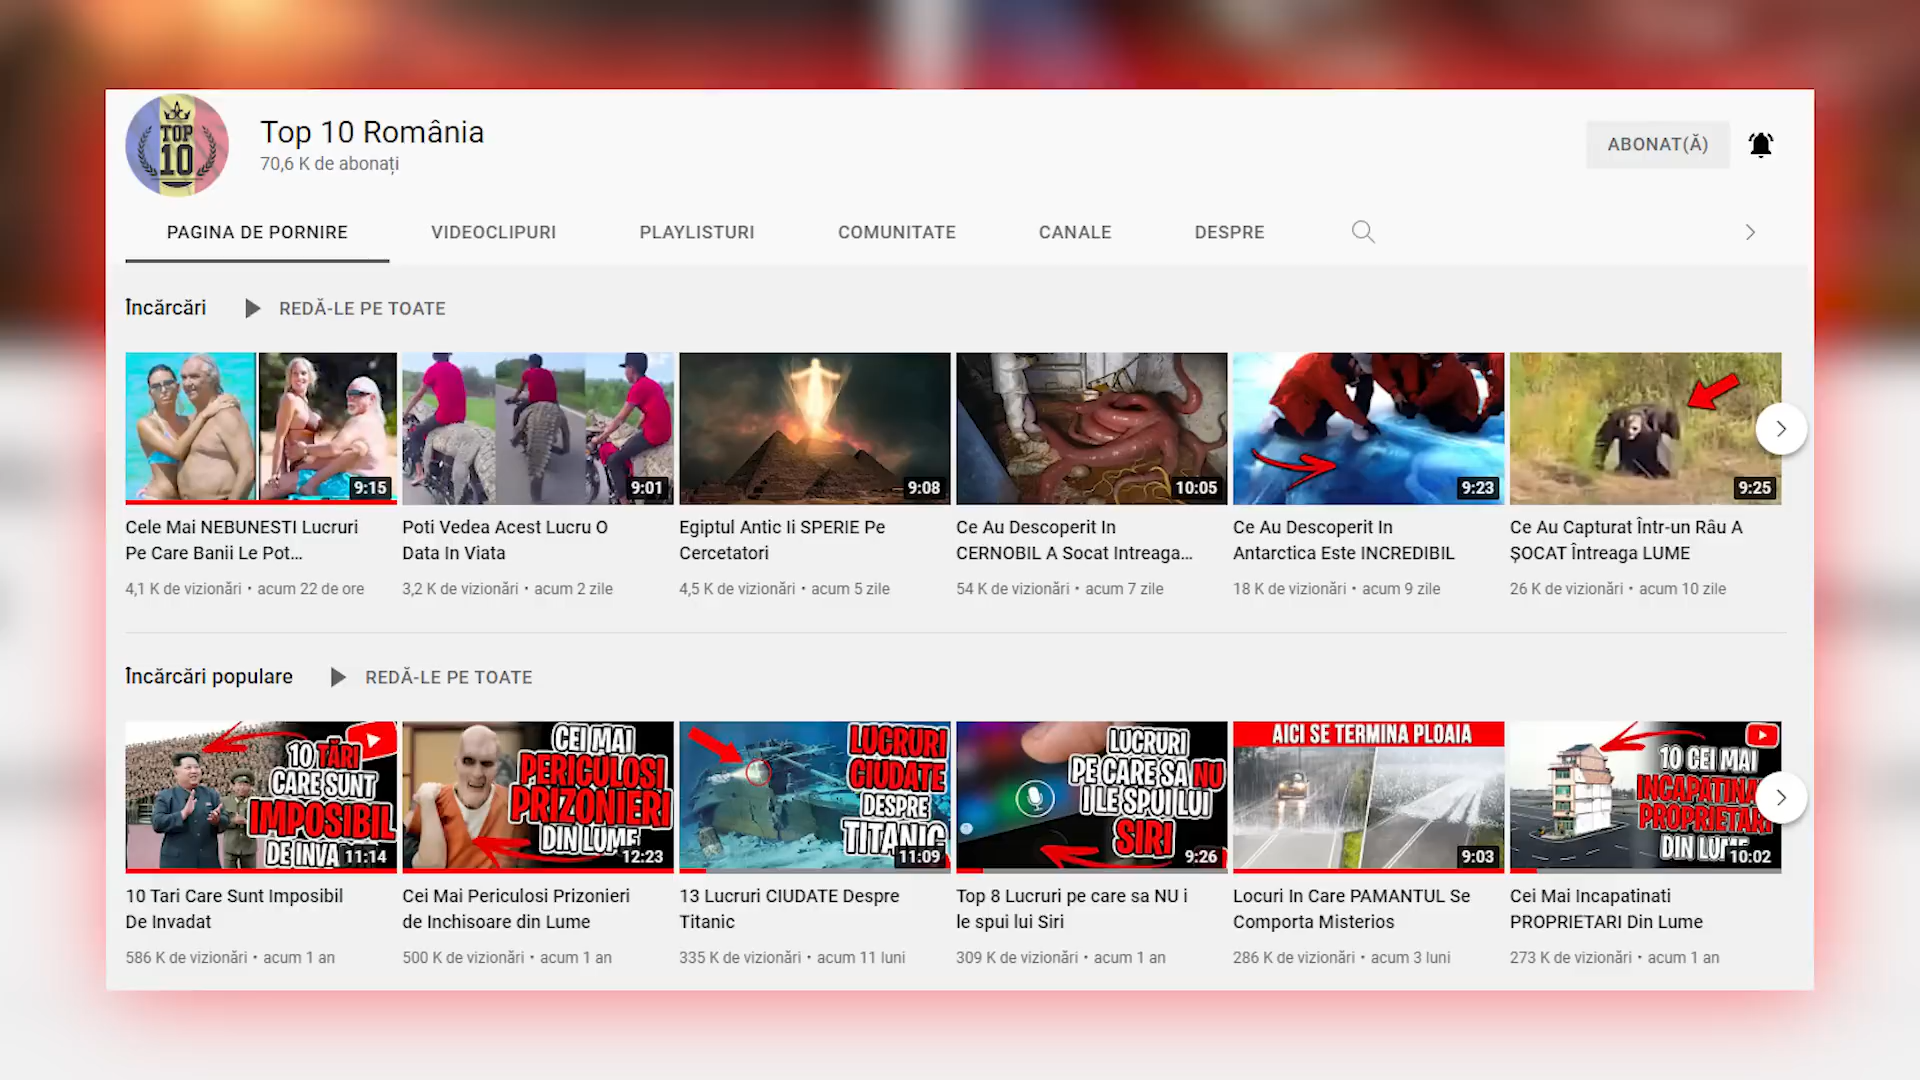 TOP
10
Top 10 România
70,6 K de abonați
ABONAT(Ă)
PAGINA DE PORNIRE
VIDEOCLIPURI
PLAYLISTURI
COMUNITATE
CANALE
DESPRE
Încărcări
REDĂ-LE PE TOATE
9:15
9:01
9:08
10:05
9:23
9:25
Cele Mai NEBUNESTI Lucruri
Pe Care Banii Le Pot...
4,1 K de vizionări • acum 22 de ore
Poti Vedea Acest Lucru O
Data In Viata
3,2 K de vizionări • acum 2 zile
Egiptul Antic Ii SPERIE Pe
Cercetatori
4,5 K de vizionări • acum 5 zile
Ce Au Descoperit In
CERNOBIL A Socat Intreaga...
54 K de vizionări • acum 7 zile
Ce Au Descoperit In
Antarctica Este INCREDIBIL
18 K de vizionări • acum 9 zile
Ce Au Capturat Într-un Râu A
ȘOCAT Întreaga LUME
26 K de vizionări • acum 10 zile
Încărcări populare
REDĂ-LE PE TOATE
10 ȚĂRI
CARE SUNT
IMPOSIBIL
DE INVA
11:14
CEI MAI
PERICULOSI
PRIZONIERI
DIN LUME
12:23
LUCRURI
CIUDATE
DESPRE
TITANIC
11:09
LUCRURI
PE CARE SA NU
I LE SPUI LUI
SIRI
9:26
AICI SE TERMINA PLOAIA
9:03
10 CEI MAI
INCAPATINA
PROPRIETARI
DIN LUME
10:02
10 Tari Care Sunt Imposibil
De Invadat
586 K de vizionări • acum 1 an
Cei Mai Periculosi Prizonieri
de Inchisoare din Lume
500 K de vizionări • acum 1 an
13 Lucruri CIUDATE Despre
Titanic
335 K de vizionări • acum 11 luni
Top 8 Lucruri pe care sa NU i
le spui lui Siri
309 K de vizionări • acum 1 an
Locuri In Care PAMANTUL Se
Comporta Misterios
286 K de vizionări • acum 3 luni
Cei Mai Incapatinati
PROPRIETARI Din Lume
273 K de vizionări • acum 1 an